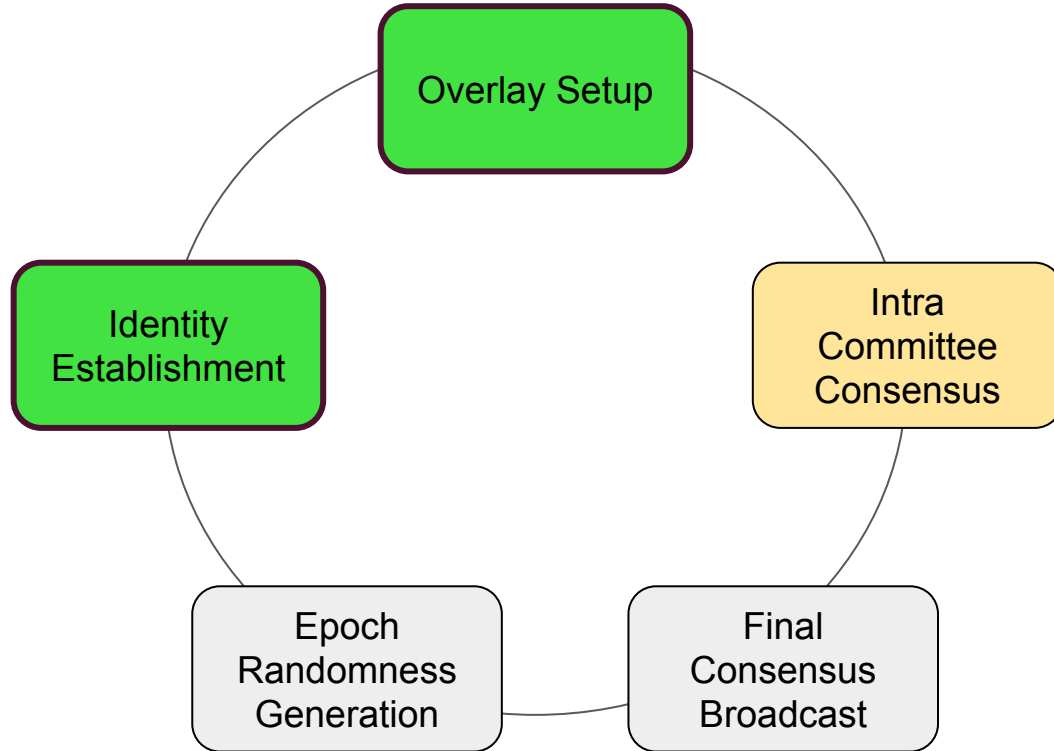 Overlay Setup
Identity
Establishment
Intra
Committee
Consensus
Epoch
Randomness
Generation
Final
Consensus
Broadcast